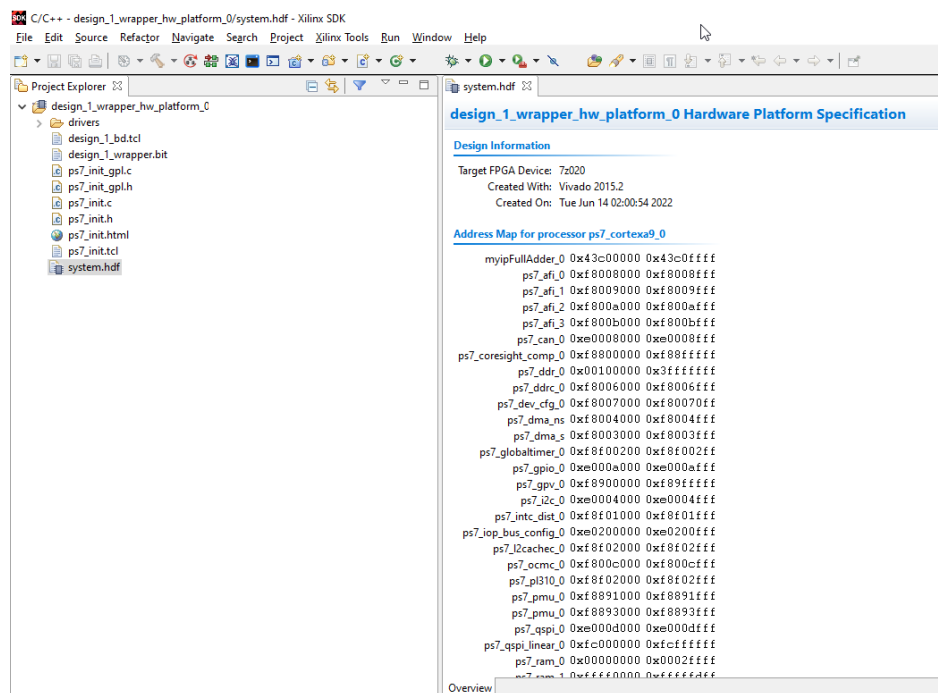 C/C++ - design_1_wrapper_hw_platform_0/system.hdf - Xilinx SDK
File Edit Source Refactor Navigate Search Project Xilinx Tools Run Window Help
Project Explorer
design_1_wrapper_hw_platform_0
drivers
design_1_bd.tcl
design_1_wrapper.bit
ps7_init_gpl.c
ps7_init_gpl.h
ps7_init.c
ps7_init.h
ps7_init.html
ps7_init.tcl
system.hdf
system.hdf
design_1_wrapper_hw_platform_0 Hardware Platform Specification
Design Information
Target FPGA Device: 7z020
Created With: Vivado 2015.2
Created On: Tue Jun 14 02:00:54 2022
Address Map for processor ps7_cortexa9_0
myipFullAdder_0 0x43c00000 0x43c0ffff
ps7_afi_0 0xf8008000 0xf8008fff
ps7_afi_1 0xf8009000 0xf8009fff
ps7_afi_2 0xf800a000 0xf800afff
ps7_afi_3 0xf800b000 0xf800bfff
ps7_can_0 0xe0008000 0xe0008fff
ps7_coresight_comp_0 0xf8800000 0xf88fffff
ps7_ddr_0 0x00100000 0x3fffffff
ps7_ddrc_0 0xf8006000 0xf8006fff
ps7_dev_cfg_0 0xf8007000 0xf80070ff
ps7_dma_ns 0xf8004000 0xf8004fff
ps7_dma_s 0xf8003000 0xf8003fff
ps7_globaltimer_0 0xf8f00200 0xf8f002ff
ps7_gpio_0 0xe000a000 0xe000afff
ps7_gpv_0 0xf8900000 0xf89fffff
ps7_i2c_0 0xe0004000 0xe0004fff
ps7_intc_dist_0 0xf8f01000 0xf8f01fff
ps7_iop_bus_config_0 0xe0200000 0xe0200fff
ps7_l2cachec_0 0xf8f02000 0xf8f02fff
ps7_ocmc_0 0xf800c000 0xf800cfff
ps7_pl310_0 0xf8f02000 0xf8f02fff
ps7_pmu_0 0xf8891000 0xf8891fff
ps7_pmu_0 0xf8893000 0xf8893fff
ps7_qspi_0 0xe000d000 0xe000dfff
ps7_qspi_linear_0 0xfc000000 0xfcffffff
ps7_ram_0 0x00000000 0x0002ffff
ps7_ram_1 0xffff0000 0xfffffdff
Overview